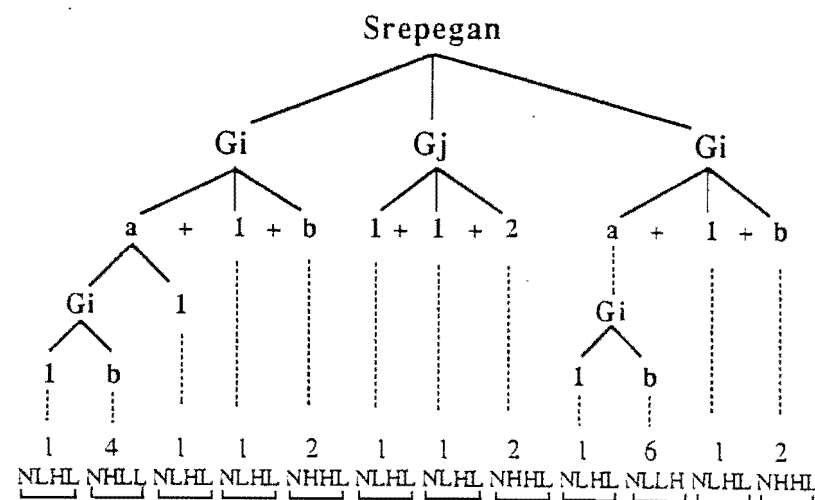 Srepegan
Gi Gj Gi
a + 1 + b 1 + 1 + 2 a + 1 + b
Gi 1 Gi
1 b 1 b
1 4 1 1 2 1 1 2 1 6 1 2
NLHL NHLL NLHL NLHL NHHL NLHL NLHL NHHL NLHL NLLH NLHL NHHL